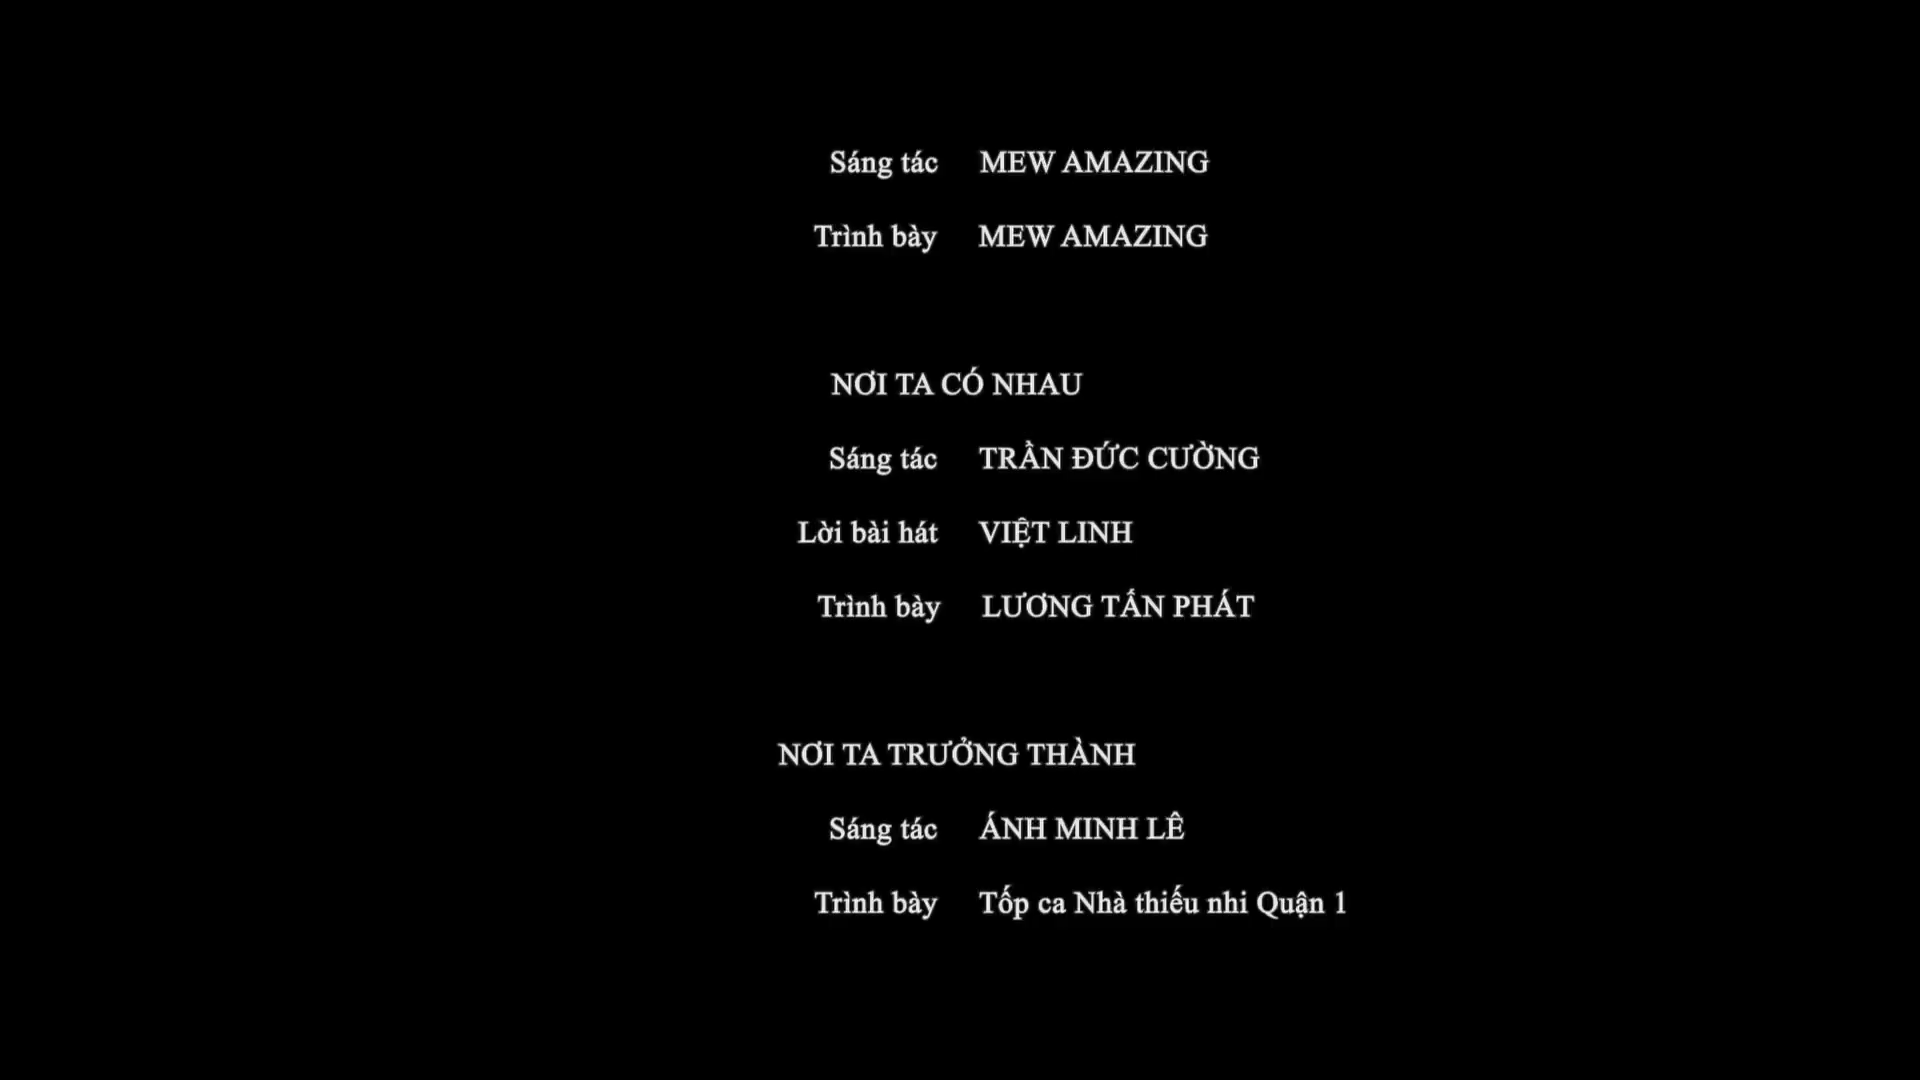 Sáng tác MEW AMAZING
Trình bày MEW AMAZING
NƠI TA CÓ NHAU
Sáng tác TRẦN ĐỨC CƯỜNG
Lời bài hát VIỆT LINH
Trình bày LƯƠNG TẤN PHÁT
NƠI TA TRƯỞNG THÀNH
Sáng tác ÁNH MINH LÊ
Trình bày Tốp ca Nhà thiếu nhi Quận 1